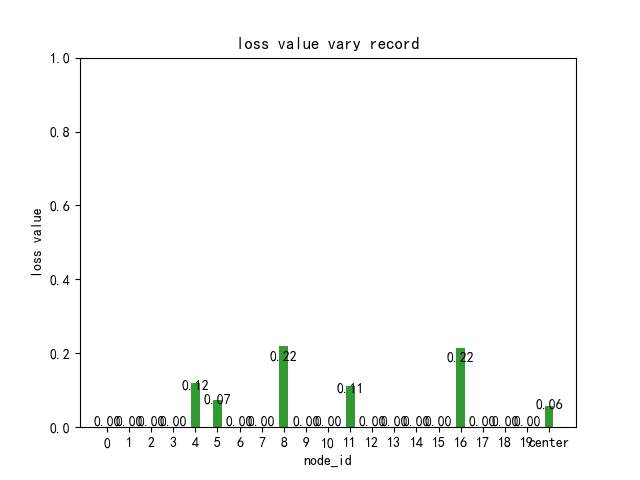 loss value vary record
1.0
0.8
0.6
0.4
0.2
0.0
loss value
0.00 0.00 0.00 0.00 0.12 0.07 0.00 0.00 0.22 0.00 0.00 0.11 0.00 0.00 0.00 0.00 0.22 0.00 0.00 0.00 0.06
0 1 2 3 4 5 6 7 8 9 10 11 12 13 14 15 16 17 18 19 center
node_id